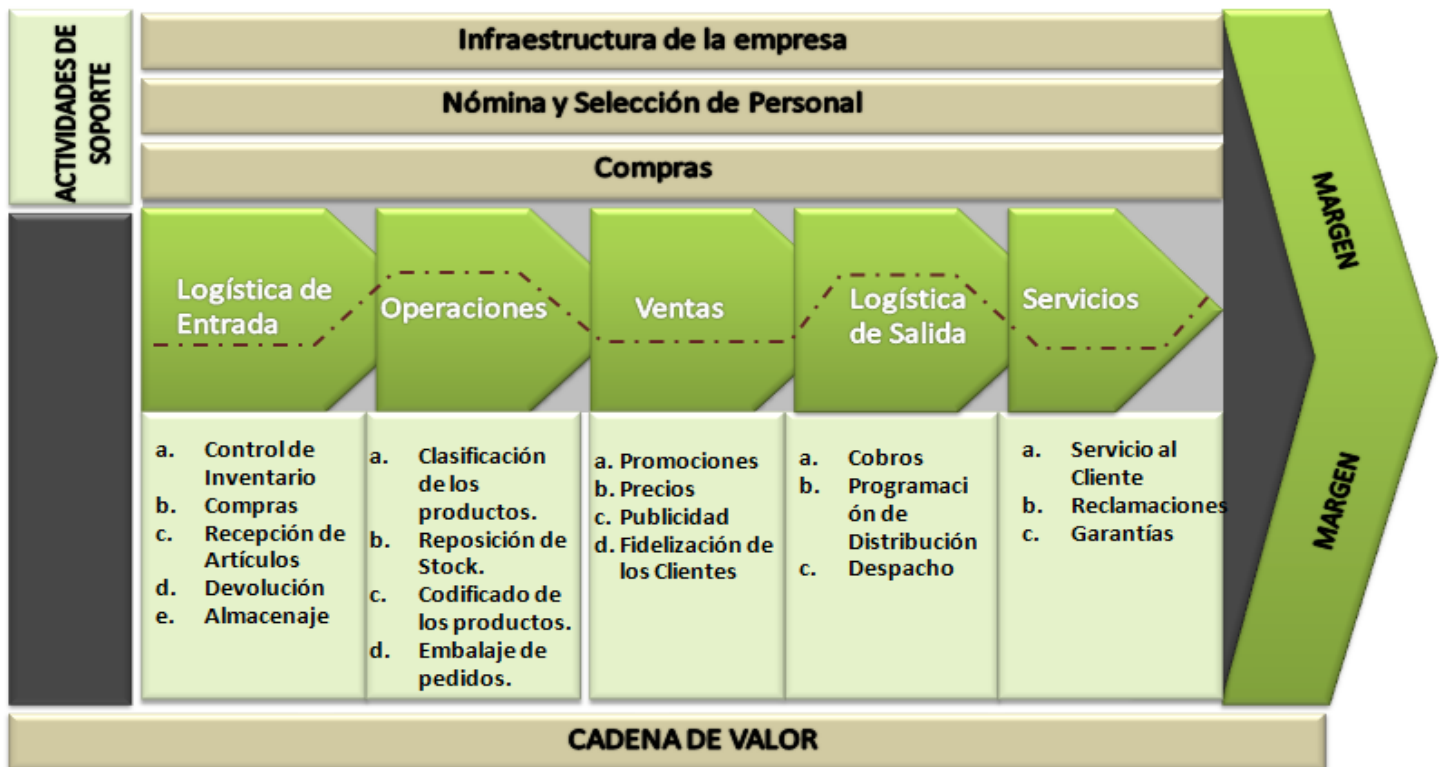 ACTIVIDADES DE
SOPORTE
Infraestructura de la empresa
Nómina y Selección de Personal
Compras
Logística de
Entrada
Operaciones
Ventas
Logística
de Salida
Servicios
MARGEN
MARGEN
a. Control de
Inventario
b. Compras
c. Recepción de
Artículos
d. Devolución
e. Almacenaje
a. Clasificación
de los
productos.
b. Reposición de
Stock.
c. Codificado de
los productos.
d. Embalaje de
pedidos.
a. Promociones
b. Precios
c. Publicidad
d. Fidelización de
los Clientes
a. Cobros
b. Programaci
ón de
Distribución
c. Despacho
a. Servicio al
Cliente
b. Reclamaciones
c. Garantías
CADENA DE VALOR